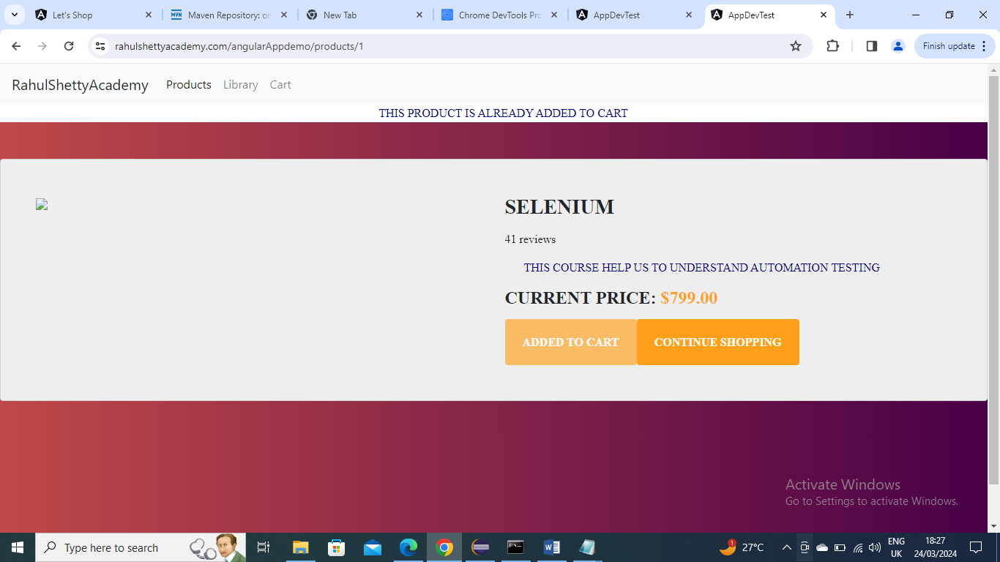 Let's Shop
Maven Repository: or
New Tab
Chrome DevTools Pro
AppDevTest
AppDevTest
rahulshettyacademy.com/angularAppdemo/products/1
Finish update
RahulShettyAcademy Products Library Cart
THIS PRODUCT IS ALREADY ADDED TO CART
SELENIUM
41 reviews
THIS COURSE HELP US TO UNDERSTAND AUTOMATION TESTING
CURRENT PRICE: $799.00
ADDED TO CART CONTINUE SHOPPING
Activate Windows
Go to Settings to activate Windows.
Type here to search
27°C
ENG
UK
18:27
24/03/2024